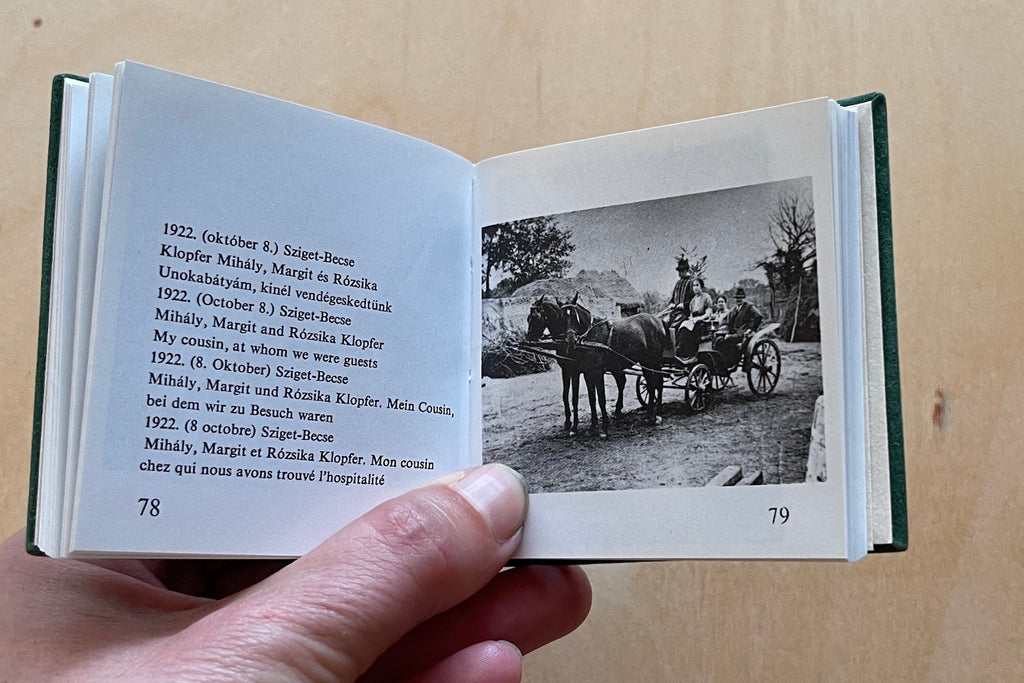 1922. (október 8.) Sziget-Becse
Klopfer Mihály, Margit és Rózsika
Unokabátyám, kinél vendégeskedtünk
1922. (October 8.) Sziget-Becse
Mihály, Margit and Rózsika Klopfer
My cousin, at whom we were guests
1922. (8. Oktober) Sziget-Becse
Mihály, Margit und Rózsika Klopfer. Mein Cousin,
bei dem wir zu Besuch waren
1922. (8 octobre) Sziget-Becse
Mihály, Margit et Rózsika Klopfer. Mon cousin
chez qui nous avons trouvé l'hospitalité
78
79